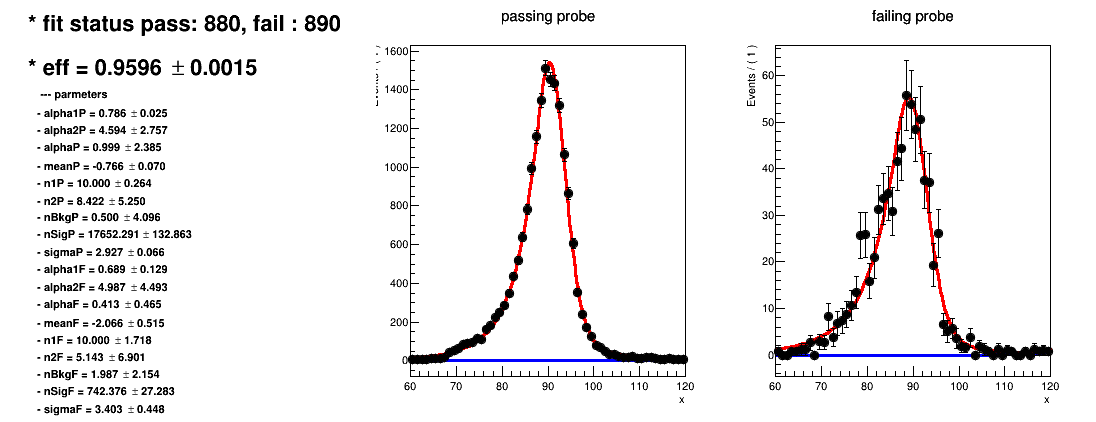 * fit status pass: 880, fail : 890
* eff = 0.9596 ± 0.0015
--- parmeters
- alpha1P = 0.786 ± 0.025
- alpha2P = 4.594 ± 2.757
- alphaP = 0.999 ± 2.385
- meanP = -0.766 ± 0.070
- n1P = 10.000 ± 0.264
- n2P = 8.422 ± 5.250
- nBkgP = 0.500 ± 4.096
- nSigP = 17652.291 ± 132.863
- sigmaP = 2.927 ± 0.066
- alpha1F = 0.689 ± 0.129
- alpha2F = 4.987 ± 4.493
- alphaF = 0.413 ± 0.465
- meanF = -2.066 ± 0.515
- n1F = 10.000 ± 1.718
- n2F = 5.143 ± 6.901
- nBkgF = 1.987 ± 2.154
- nSigF = 742.376 ± 27.283
- sigmaF = 3.403 ± 0.448
passing probe
1600
1400
1200
1000
800
600
400
200
0
60 70 80 90 100 110 120
x
failing probe
Events / ( 1 )
60
50
40
30
20
10
0
60 70 80 90 100 110 120
x